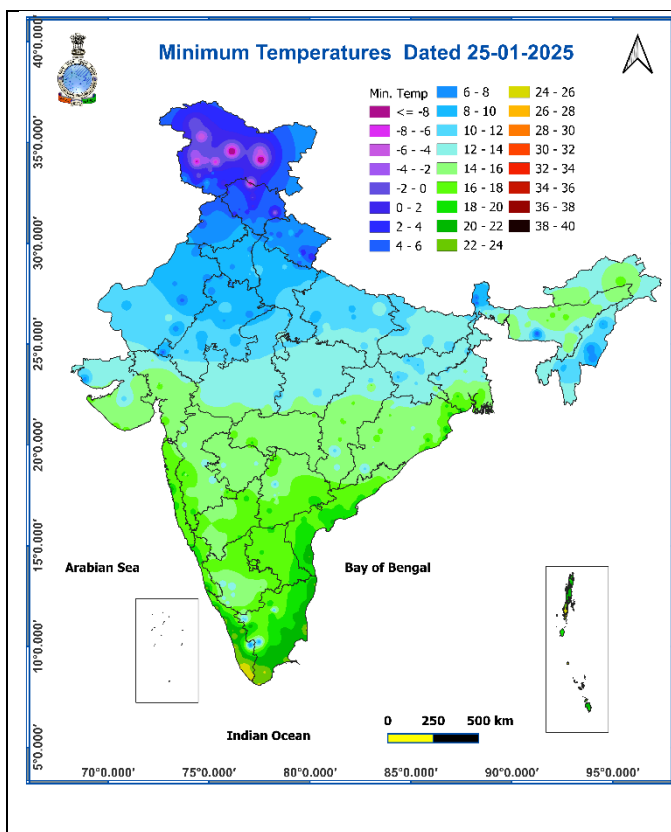 Minimum Temperatures Dated 25-01-2025
Min. Temp
<= -8
-8 - -6
-6 - -4
-4 - -2
-2 - 0
0 - 2
2 - 4
4 - 6
6 - 8
8 - 10
10 - 12
12 - 14
14 - 16
16 - 18
18 - 20
20 - 22
22 - 24
24 - 26
26 - 28
28 - 30
30 - 32
32 - 34
34 - 36
36 - 38
38 - 40
40°0.000'
35°0.000'
30°0.000'
25°0.000'
20°0.000'
15°0.000'
10°0.000'
5°0.000'
Arabian Sea
Bay of Bengal
Indian Ocean
0 250 500 km
70°0.000' 75°0.000' 80°0.000' 90°0.000' 95°0.000'